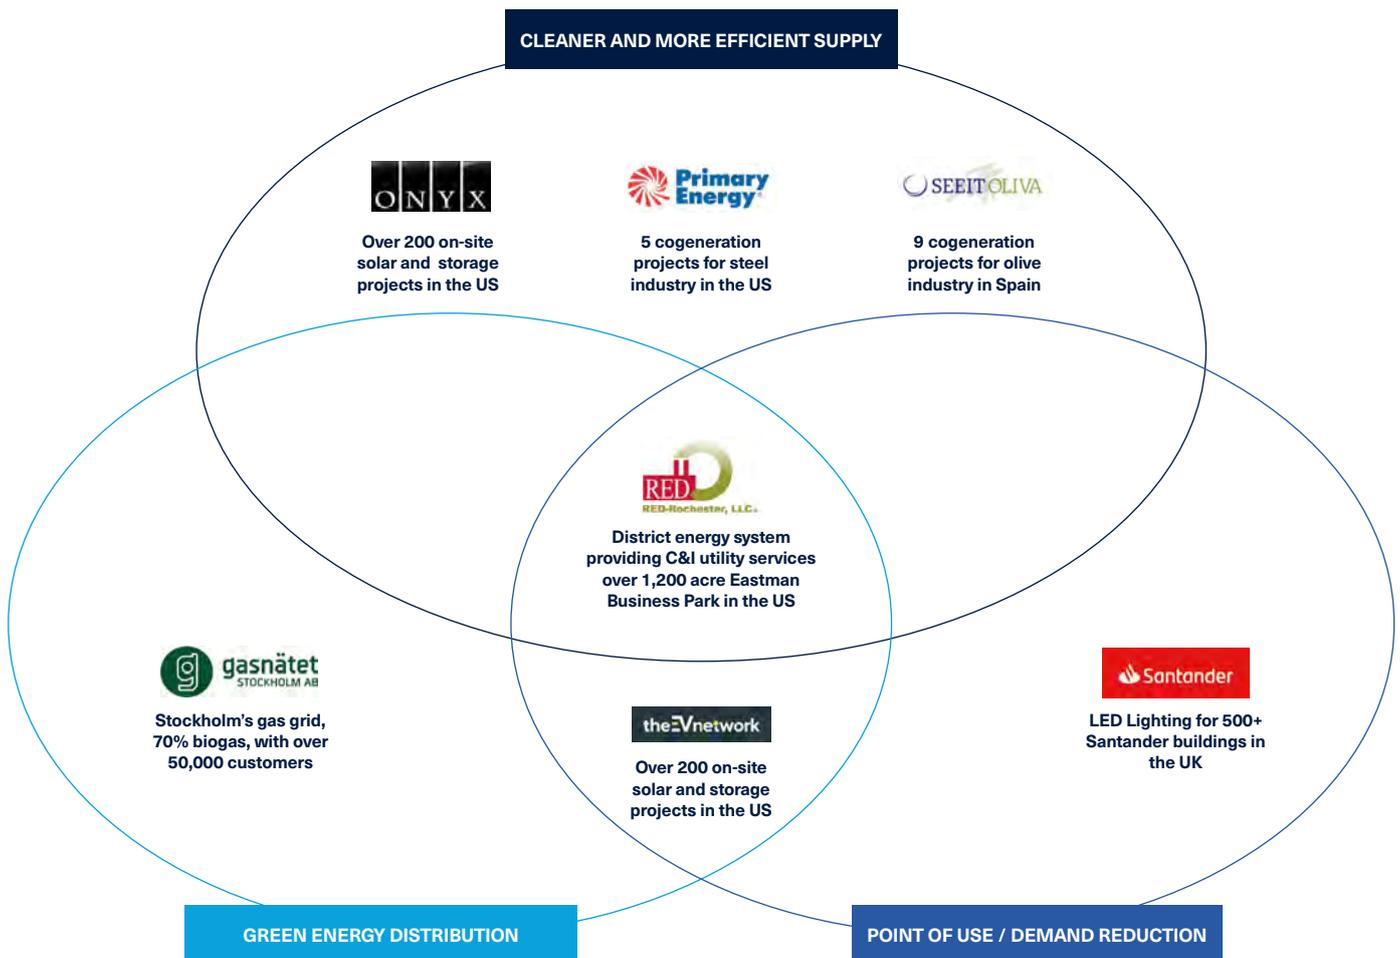 CLEANER AND MORE EFFICIENT SUPPLY
ONYX
Primary
Energy®
SEEIT OLIVA
Over 200 on-site
solar and storage
projects in the US
5 cogeneration
projects for steel
industry in the US
9 cogeneration
projects for olive
industry in Spain
RED
RED-Rochester, LLC.
District energy system
providing C&I utility services
over 1,200 acre Eastman
Business Park in the US
gasnätet
STOCKHOLM AB
Stockholm's gas grid,
70% biogas, with over
50,000 customers
theEVnetwork
Over 200 on-site
solar and storage
projects in the US
Santander
LED Lighting for 500+
Santander buildings in
the UK
GREEN ENERGY DISTRIBUTION
POINT OF USE / DEMAND REDUCTION